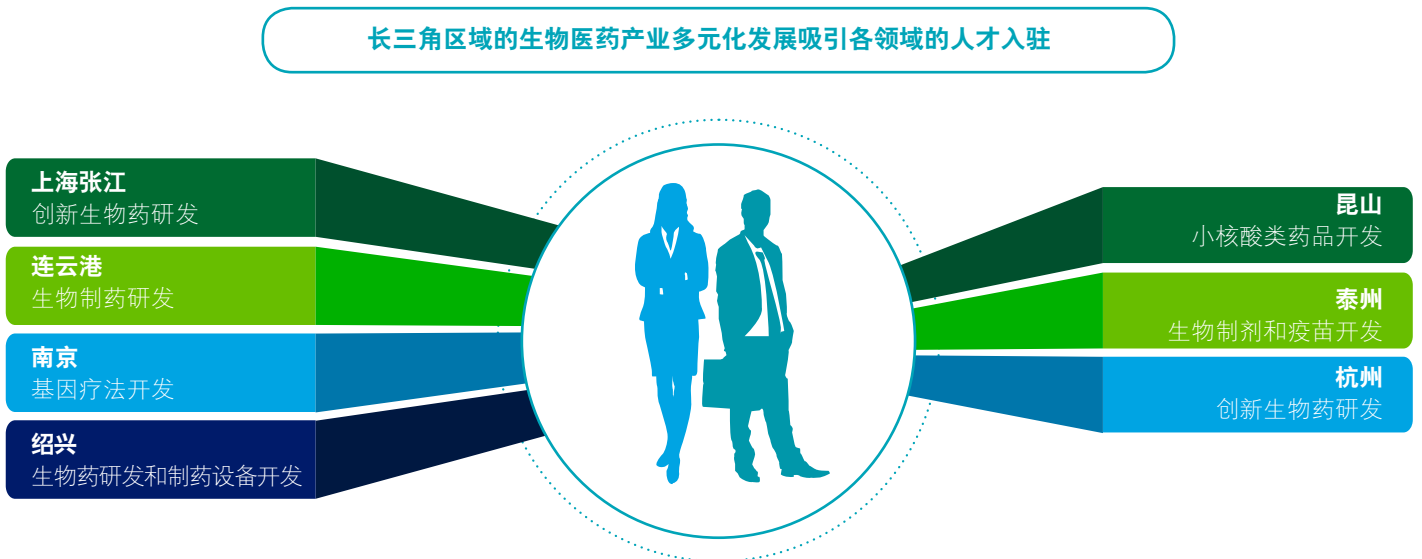 长三角区域的生物医药产业多元化发展吸引各领域的人才入驻
上海张江
创新生物药研发
连云港
生物制药研发
南京
基因疗法开发
绍兴
生物药研发和制药设备开发
昆山
小核酸类药品开发
泰州
生物制剂和疫苗开发
杭州
创新生物药研发